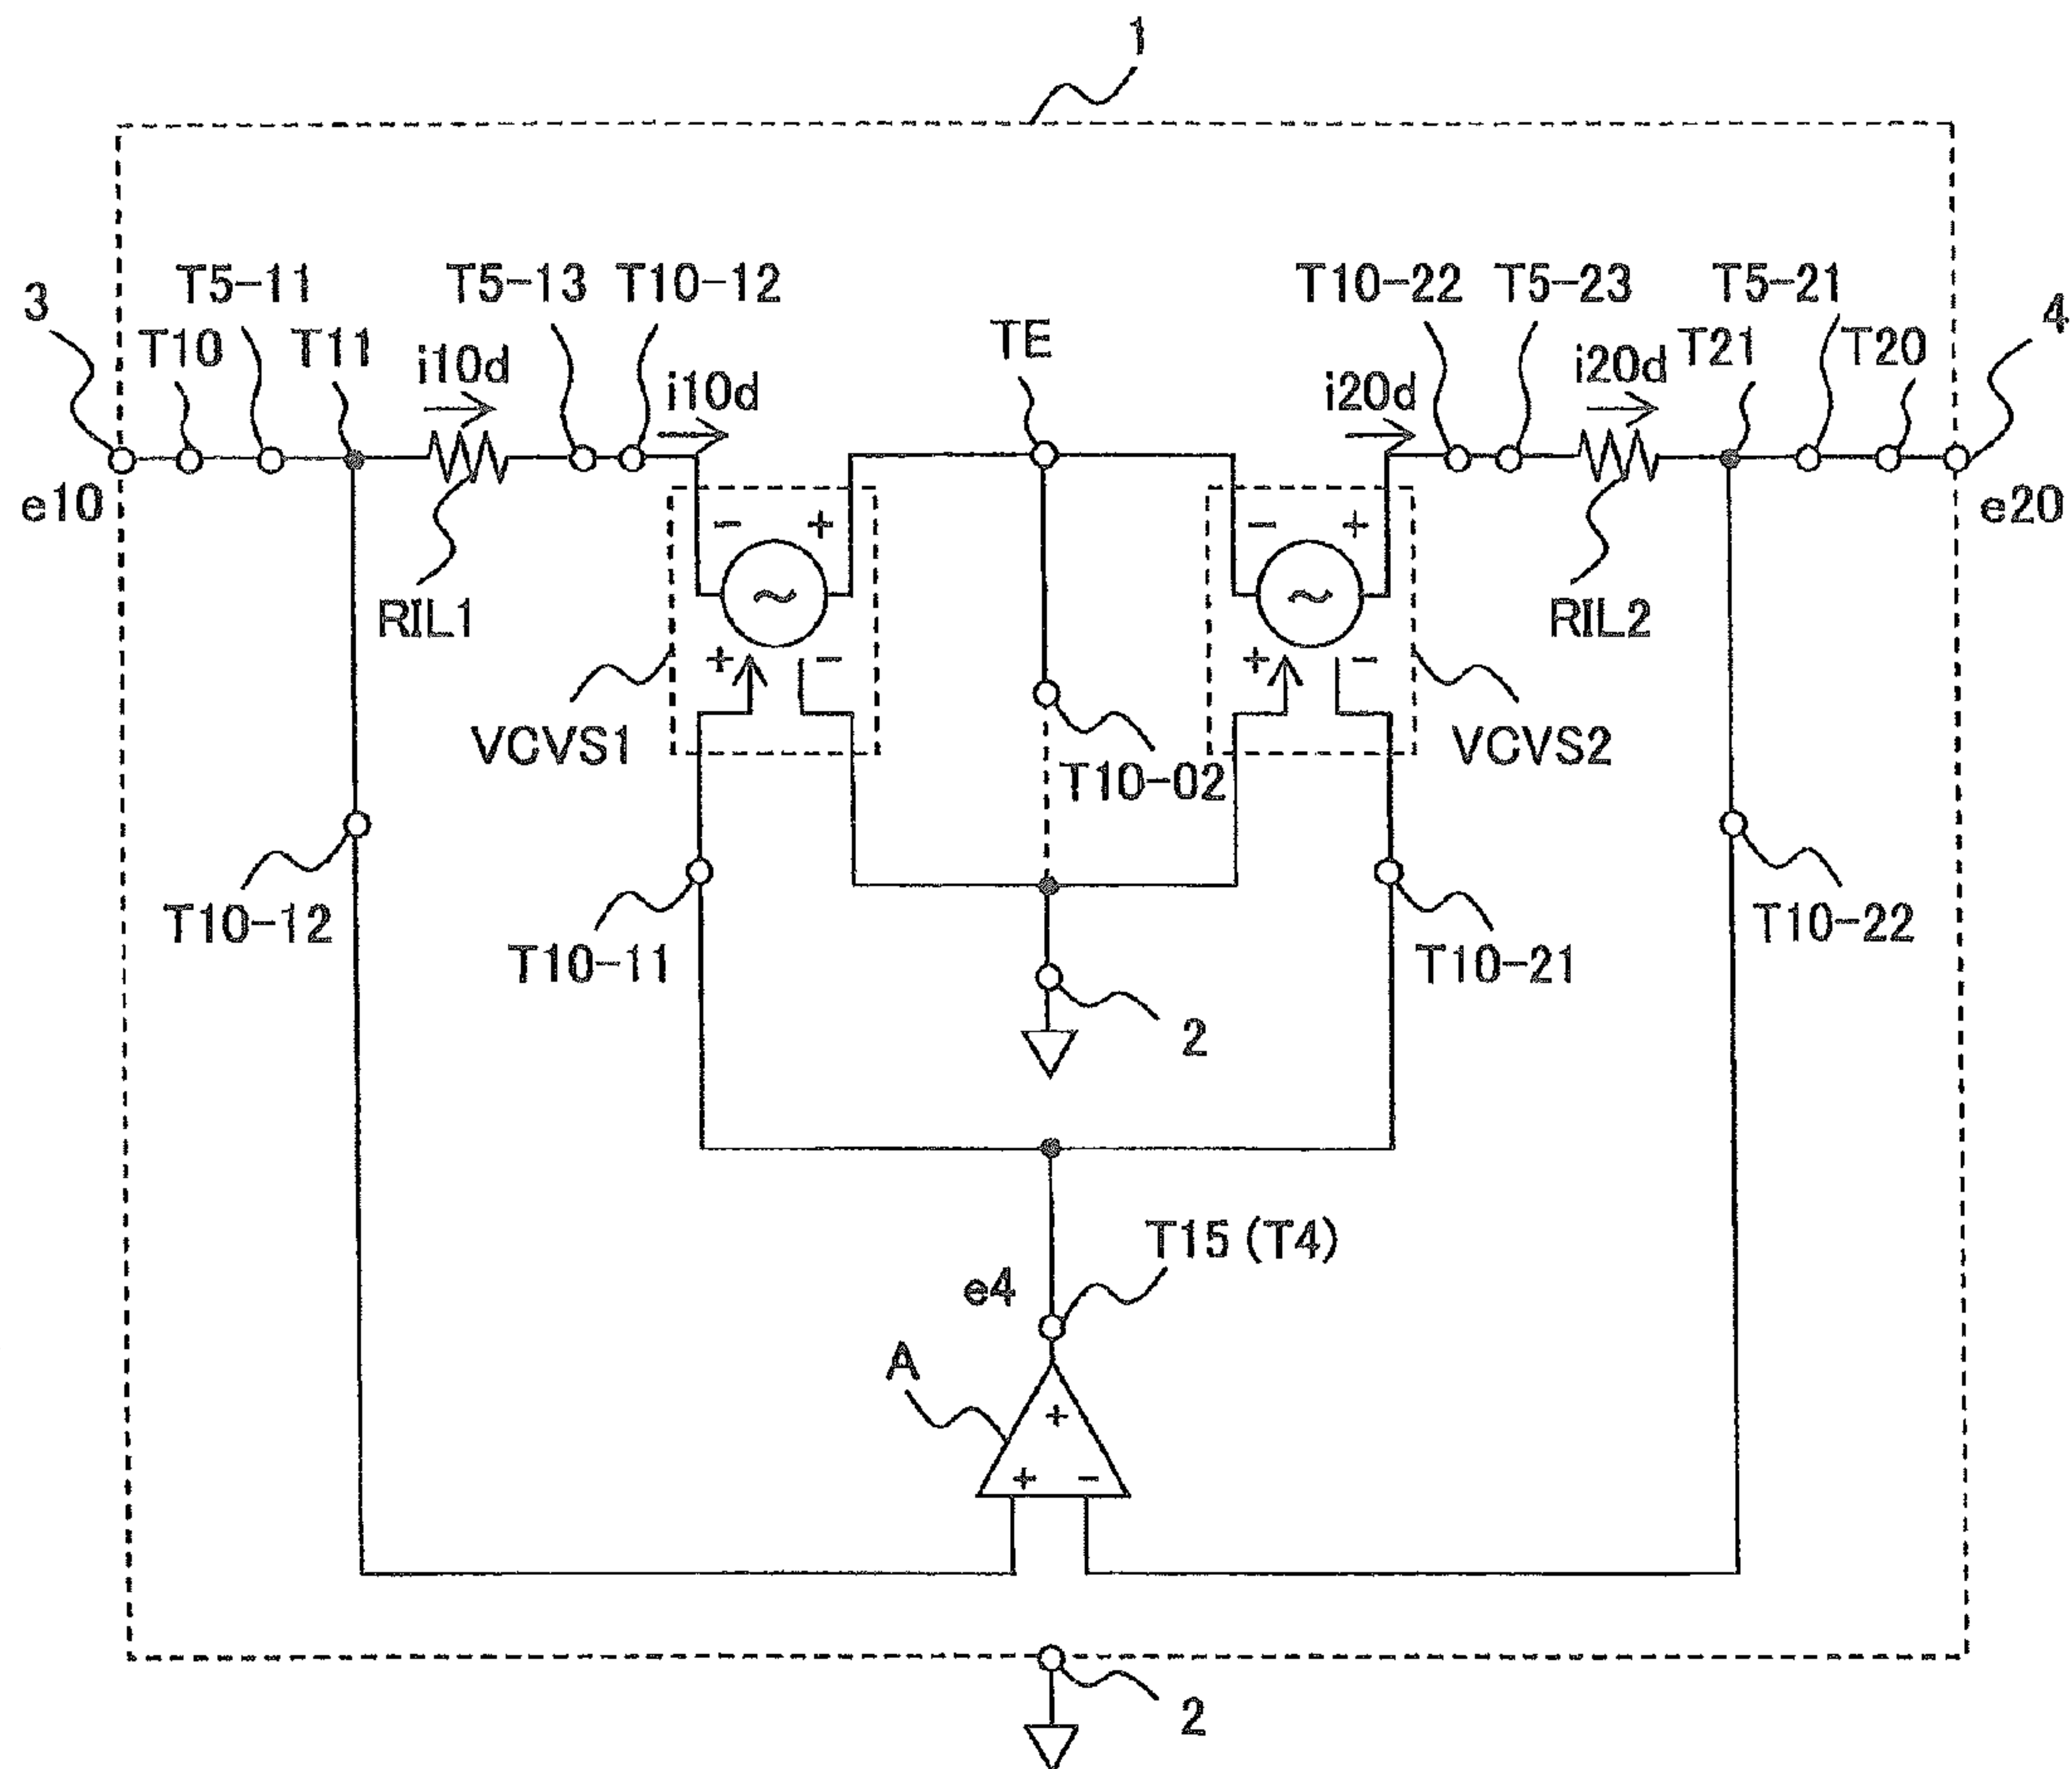 1
T5-11
T5-13
T10-12
T10-22
T5-23
T5-21
3
T10
T11
i10d
i10d
TE
i20d
i20d
T21
T20
4
e10
e20
- +
- +
RIL1
RIL2
+ -
+ -
VCVS1
T10-02
VCVS2
T10-12
T10-11
T10-21
T10-22
2
T15(T4)
e4
A
+
+ -
2